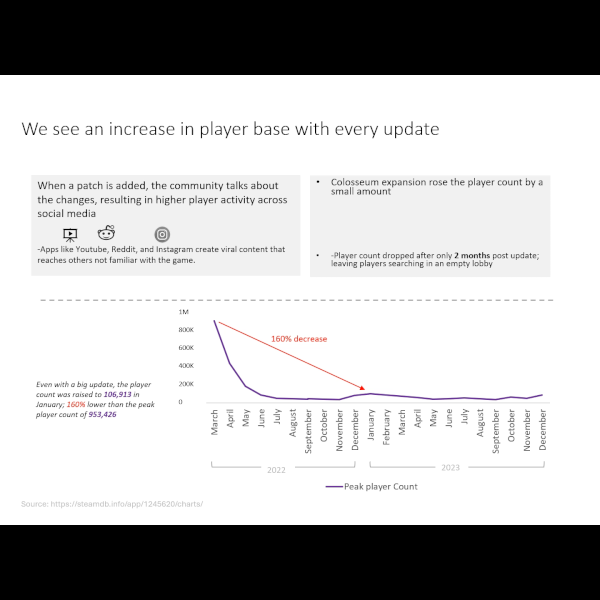 We see an increase in player base with every update
When a patch is added, the community talks about
the changes, resulting in higher player activity across
social media
-Apps like Youtube, Reddit, and Instagram create viral content that
reaches others not familiar with the game.
• Colosseum expansion rose the player count by a
small amount
• -Player count dropped after only 2 months post update;
leaving players searching in an empty lobby
Even with a big update, the player
count was raised to 106,913 in
January; 160% lower than the peak
player count of 953,426
1M
800K
600K
400K
200K
0
160% decrease
March
April
May
June
July
August
September
October
November
December
January
February
March
April
May
June
July
August
September
October
November
December
2022
2023
Peak player Count
Source: https://steamdb.info/app/1245620/charts/